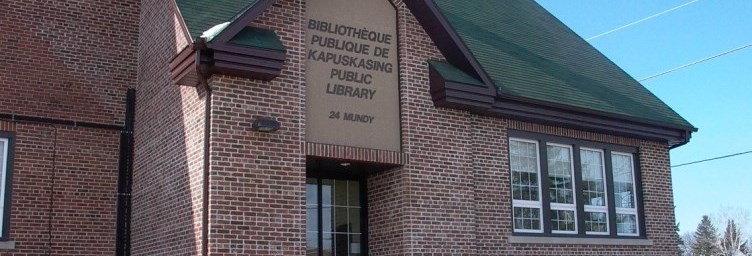 BIBLIOTHÈQUE
PUBLIQUE DE
KAPUSKASING
PUBLIC
LIBRARY
24 MUNDY